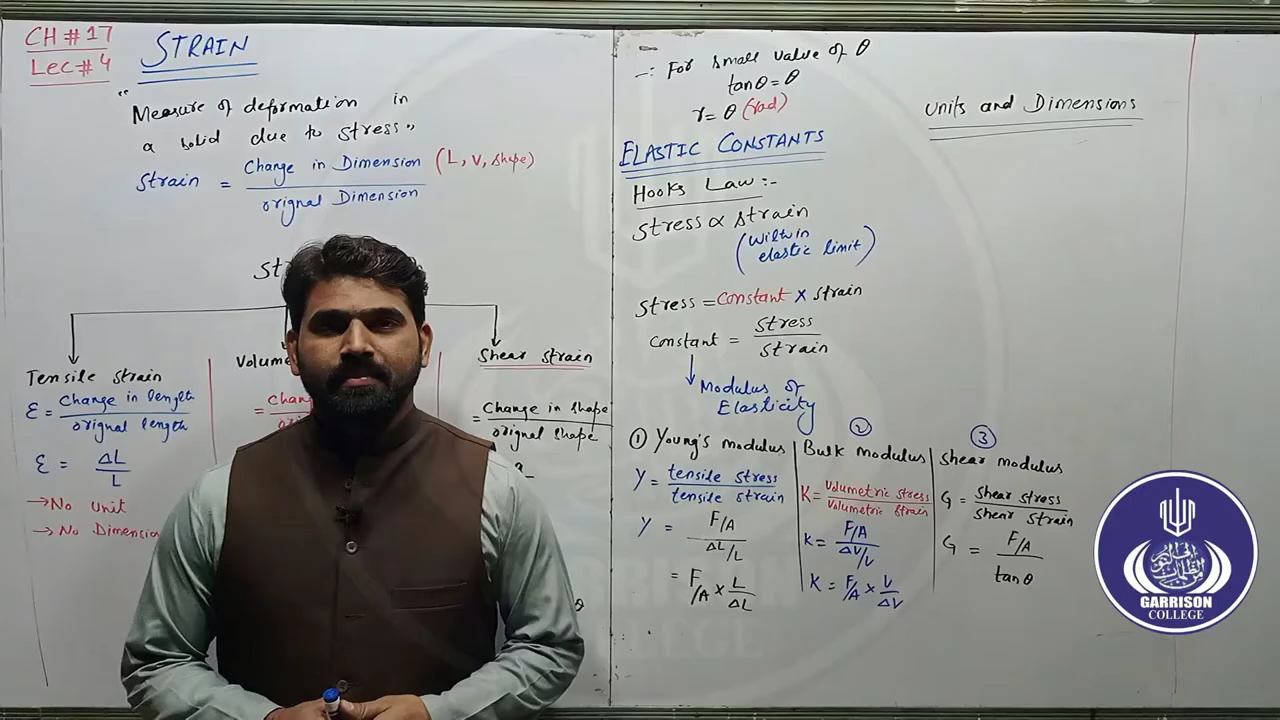 CH # 17
Lec # 4
STRAIN
"Measure of deformation in
a solid due to stress"
Strain = Change in Dimension (L, V, shape)
orignal Dimension
St
Tensile strain
ε = Change in length
orignal length
ε = ΔL
L
→ No unit
→ No Dimensio
Volume
= chan
ori
Shear strain
= Change in shape
orignal shape
θ
-: For small value of θ
tanθ = θ
r = θ (rad)
ELASTIC CONSTANTS
Hooks Law:-
Stress ∝ strain
(within
elastic limit)
Stress = Constant × strain
constant = stress
strain
↓ Modulus of
Elasticity
① Young's modulus
Y = tensile stress
tensile strain
Y = F/A
ΔL/L
= F/A × L
ΔL
②
Bulk modulus
K = Volumetric stress
Volumetric strain
K = F/A
ΔV/V
K = F/A × V
ΔV
③
Shear modulus
G = Shear stress
shear strain
G = F/A
tanθ
Units and Dimensions
GARRISON
COLLEGE